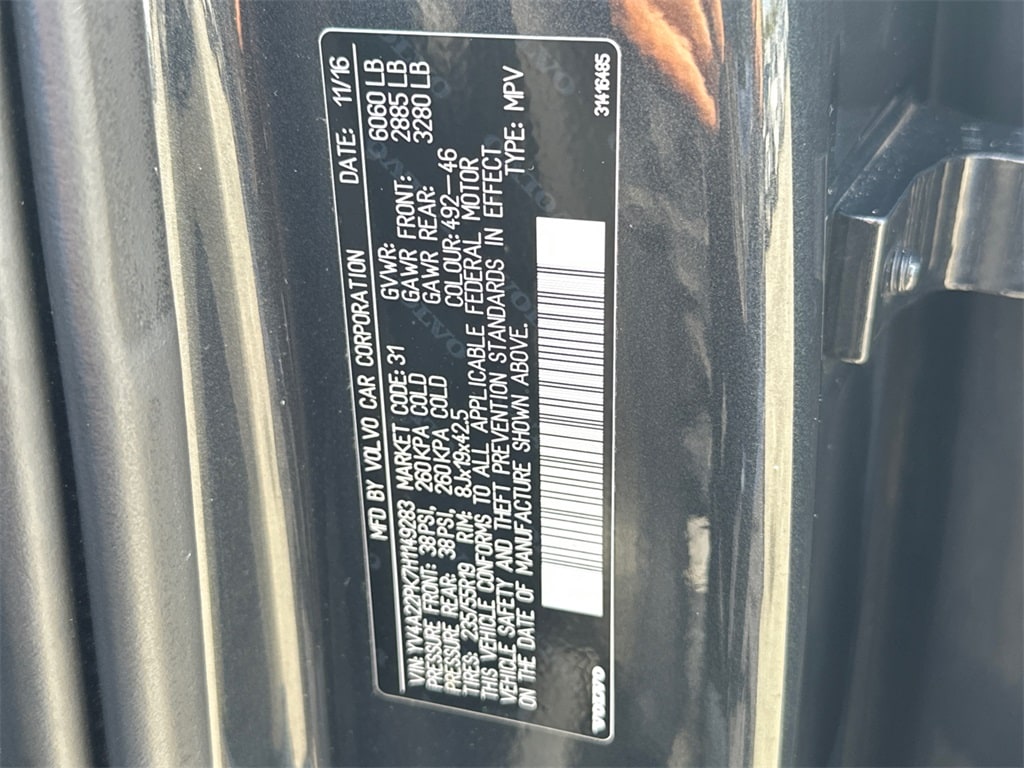 MFD BY VOLVO CAR CORPORATION DATE: 11/16
VIN: YV4A22PK7H1149283 MARKET CODE: 31 GVWR: 6060 LB
PRESSURE FRONT: 38PSI, 260KPA COLD GAWR FRONT: 2885 LB
PRESSURE REAR: 38PSI, 260KPA COLD GAWR REAR: 3280 LB
TIRES: 235/55R19 RIM: 8Jx19x42.5 COLOUR: 492—46
THIS VEHICLE CONFORMS TO ALL APPLICABLE FEDERAL MOTOR
VEHICLE SAFETY AND THEFT PREVENTION STANDARDS IN EFFECT
ON THE DATE OF MANUFACTURE SHOWN ABOVE. TYPE: MPV
VOLVO 31416485